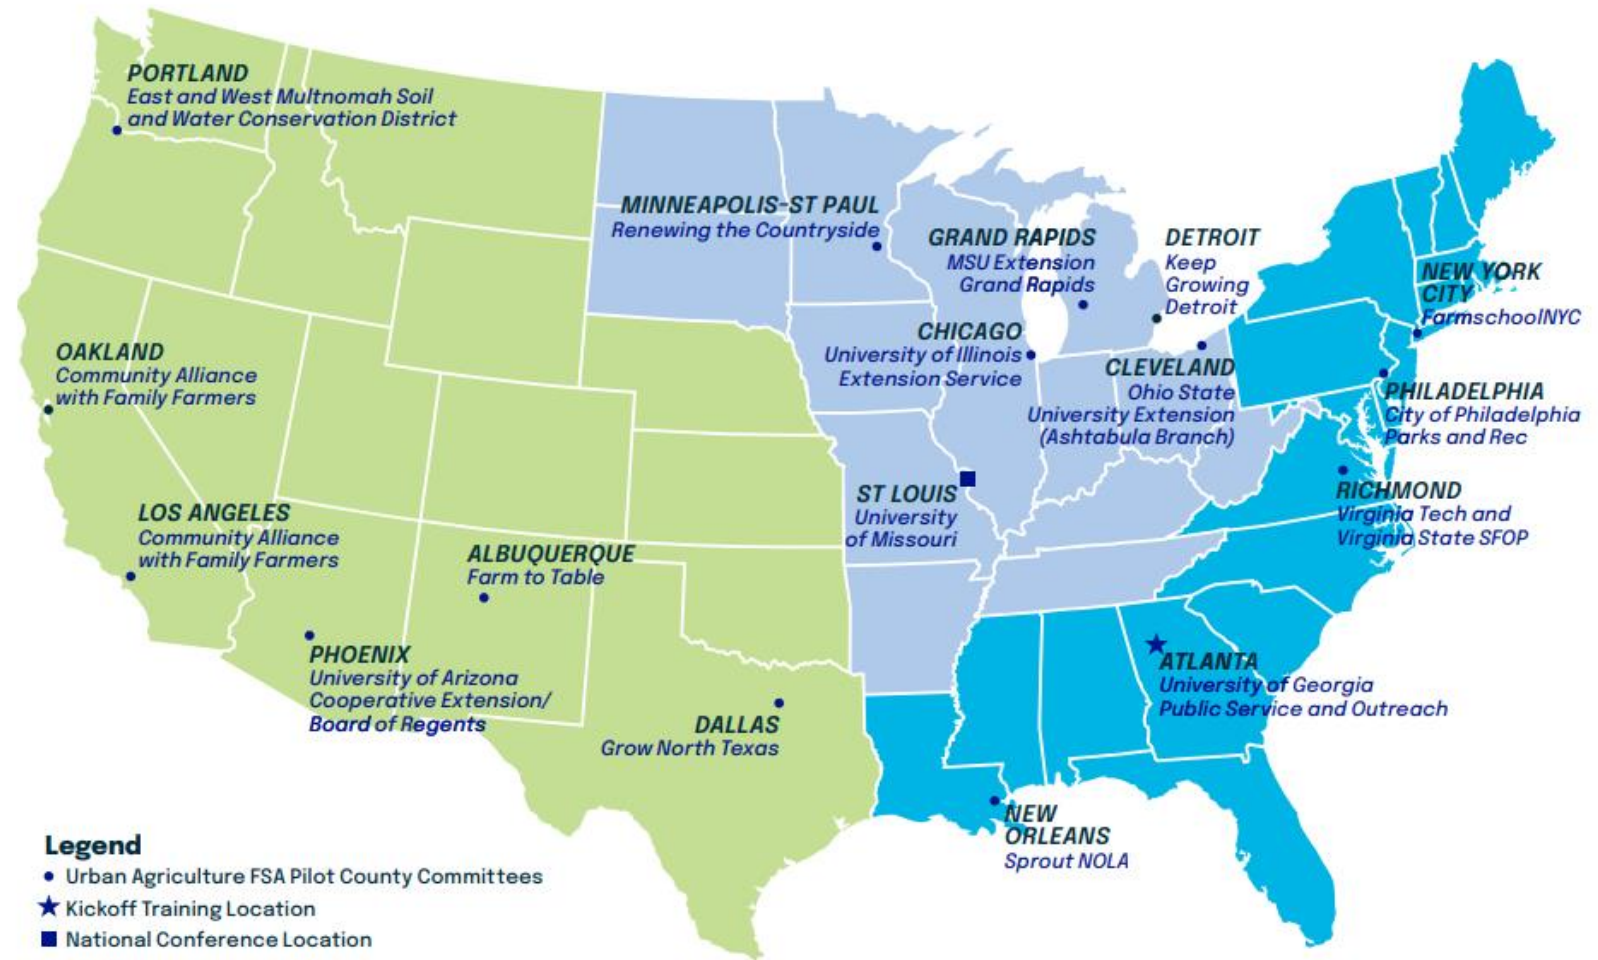 PORTLAND
East and West Multnomah Soil
and Water Conservation District
MINNEAPOLIS-ST PAUL
Renewing the Countryside
GRAND RAPIDS
MSU Extension
Grand Rapids
DETROIT
Keep
Growing
Detroit
NEW YORK
CITY
FarmschoolNYC
CHICAGO
University of Illinois
Extension Service
OAKLAND
Community Alliance
with Family Farmers
CLEVELAND
Ohio State
University Extension
(Ashtabula Branch)
PHILADELPHIA
City of Philadelphia
Parks and Rec
ST LOUIS
University
of Missouri
RICHMOND
Virginia Tech and
Virginia State SFOP
LOS ANGELES
Community Alliance
with Family Farmers
ALBUQUERQUE
Farm to Table
PHOENIX
University of Arizona
Cooperative Extension/
Board of Regents
ATLANTA
University of Georgia
Public Service and Outreach
DALLAS
Grow North Texas
NEW
ORLEANS
Sprout NOLA
Legend
Urban Agriculture FSA Pilot County Committees
Kickoff Training Location
National Conference Location